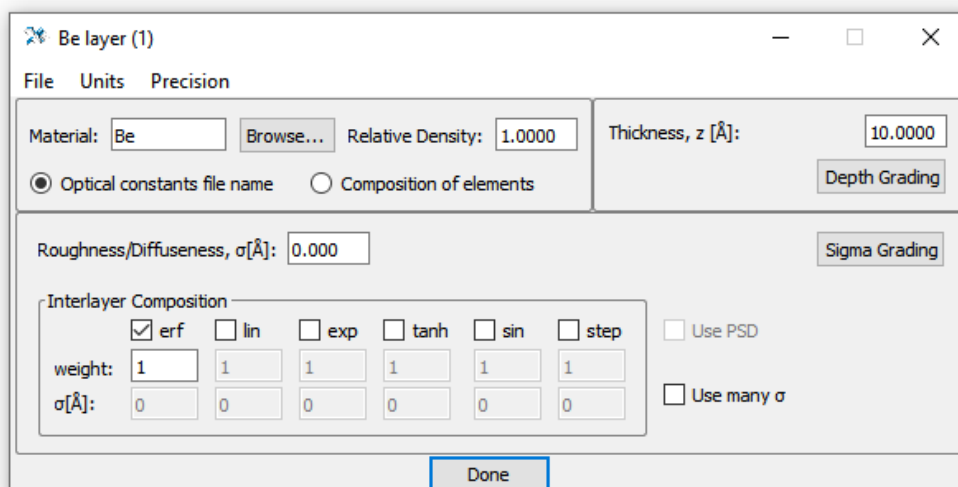 Be layer (1)
File Units Precision
Material: Be Browse... Relative Density: 1.0000
Optical constants file name Composition of elements
Thickness, z [Å]: 10.0000
Depth Grading
Roughness/Diffuseness, σ[Å]: 0.000 Sigma Grading
Interlayer Composition
erf lin exp tanh sin step
weight: 1 1 1 1 1 1
σ[Å]: 0 0 0 0 0 0
Use PSD
Use many σ
Done